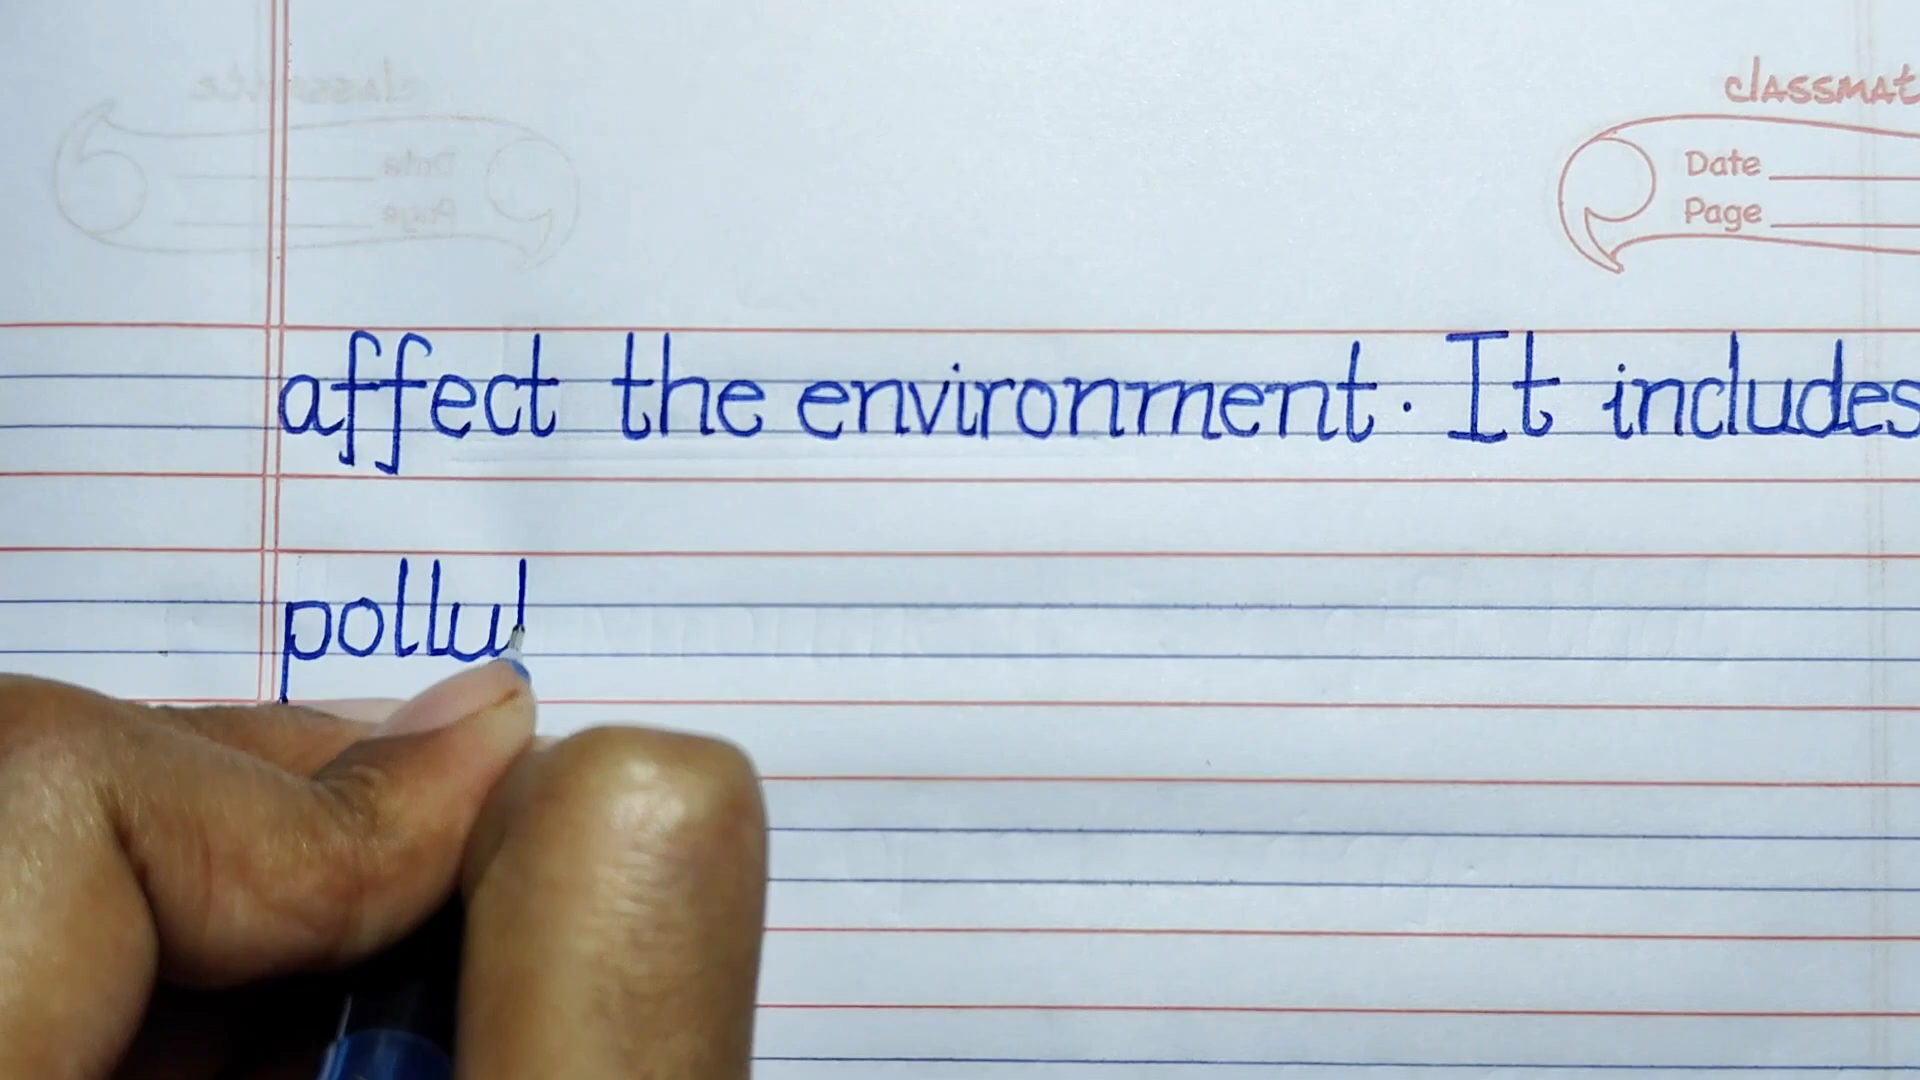 classmat
Date
Page
affect the environment. It includes
pollu